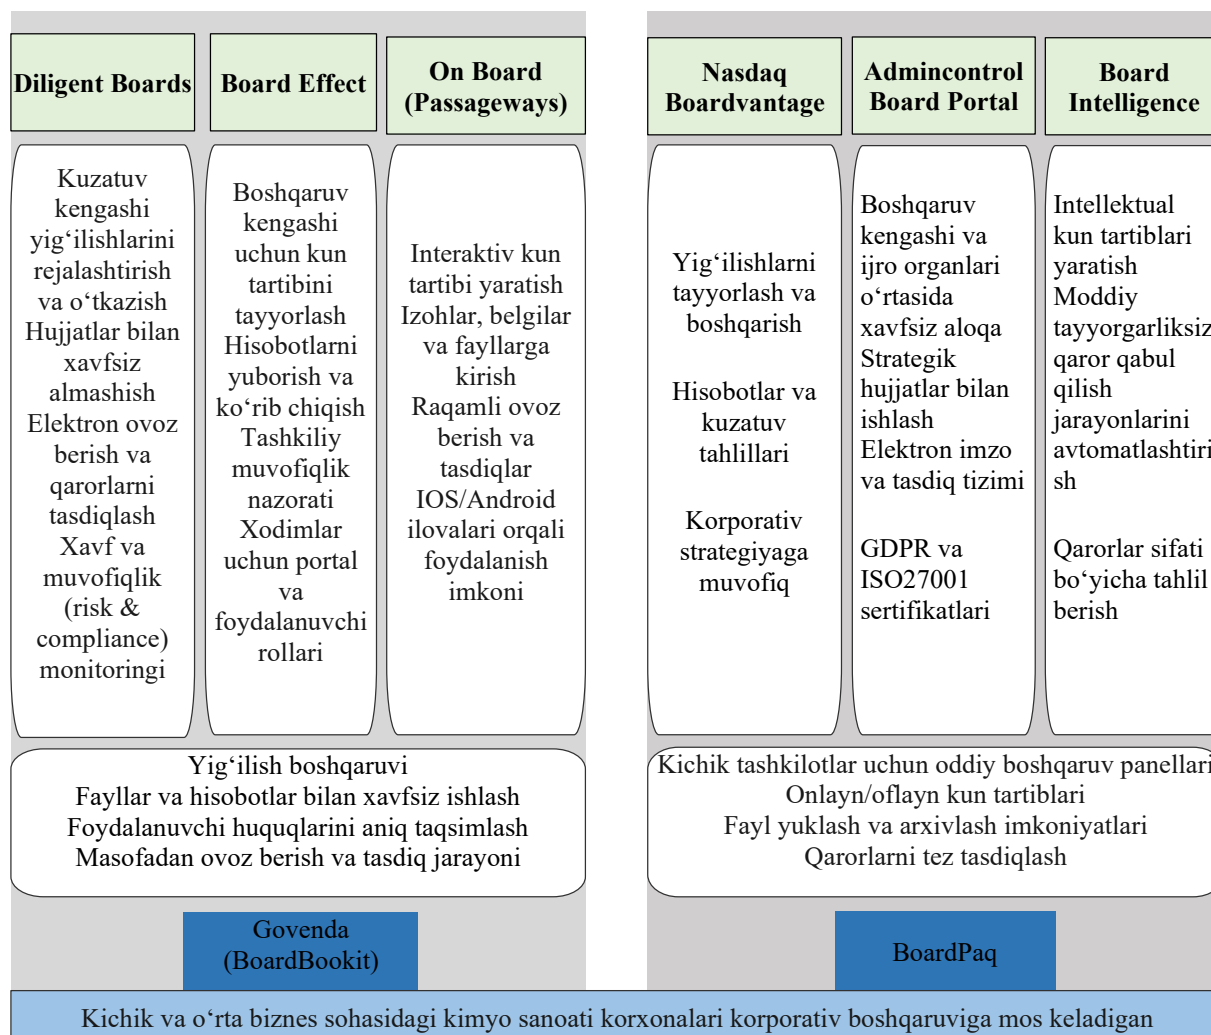 Diligent Boards
Board Effect
On Board
(Passageways)
Nasdaq
Boardvantage
Admincontrol
Board Portal
Board
Intelligence
Kuzatuv
kengashi
yig‘ilishlarini
rejalashtirish
va o‘tkazish
Hujjatlar bilan
xavfsiz
almashish
Elektron ovoz
berish va
qarorlarni
tasdiqlash
Xavf va
muvofiqlik
(risk &
compliance)
monitoringi
Boshqaruv
kengashi
uchun kun
tartibini
tayyorlash
Hisobotlarni
yuborish va
ko‘rib chiqish
Tashkiliy
muvofiqlik
nazorati
Xodimlar
uchun portal
va
foydalanuvchi
rollari
Interaktiv kun
tartibi yaratish
Izohlar, belgilar
va fayllarga
kirish
Raqamli ovoz
berish va
tasdiqlar
IOS/Android
ilovalari orqali
foydalanish
imkoni
Yig‘ilishlarni
tayyorlash va
boshqarish
Hisobotlar va
kuzatuv
tahlillari
Korporativ
strategiyaga
muvofiq
Boshqaruv
kengashi va
ijro organlari
o‘rtasida
xavfsiz aloqa
Strategik
hujjatlar bilan
ishlash
Elektron imzo
va tasdiq tizimi
GDPR va
ISO27001
sertifikatlari
Intellektual
kun tartiblari
yaratish
Moddiy
tayyorgarliksiz
qaror qabul
qilish
jarayonlarini
avtomatlashtiri
sh
Qarorlar sifati
bo‘yicha tahlil
berish
Yig‘ilish boshqaruvi
Fayllar va hisobotlar bilan xavfsiz ishlash
Foydalanuvchi huquqlarini aniq taqsimlash
Masofadan ovoz berish va tasdiq jarayoni
Kichik tashkilotlar uchun oddiy boshqaruv panellari
Onlayn/oflayn kun tartiblari
Fayl yuklash va arxivlash imkoniyatlari
Qarorlarni tez tasdiqlash
Govenda
(BoardBookit)
BoardPaq
Kichik va o‘rta biznes sohasidagi kimyo sanoati korxonalari korporativ boshqaruviga mos keladigan